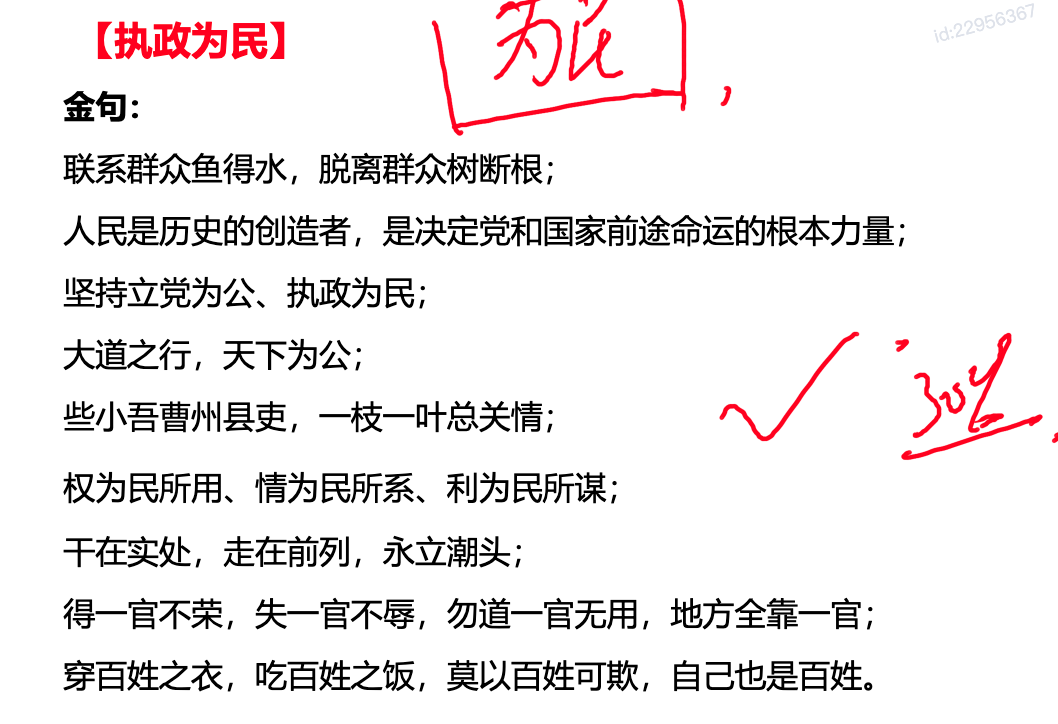 id:22956367
【执政为民】
为民
金句：
联系群众鱼得水，脱离群众树断根；
人民是历史的创造者，是决定党和国家前途命运的根本力量；
坚持立党为公、执政为民；
大道之行，天下为公；
些小吾曹州县吏，一枝一叶总关情；
权为民所用、情为民所系、利为民所谋；
干在实处，走在前列，永立潮头；
得一官不荣，失一官不辱，勿道一官无用，地方全靠一官；
穿百姓之衣，吃百姓之饭，莫以百姓可欺，自己也是百姓。